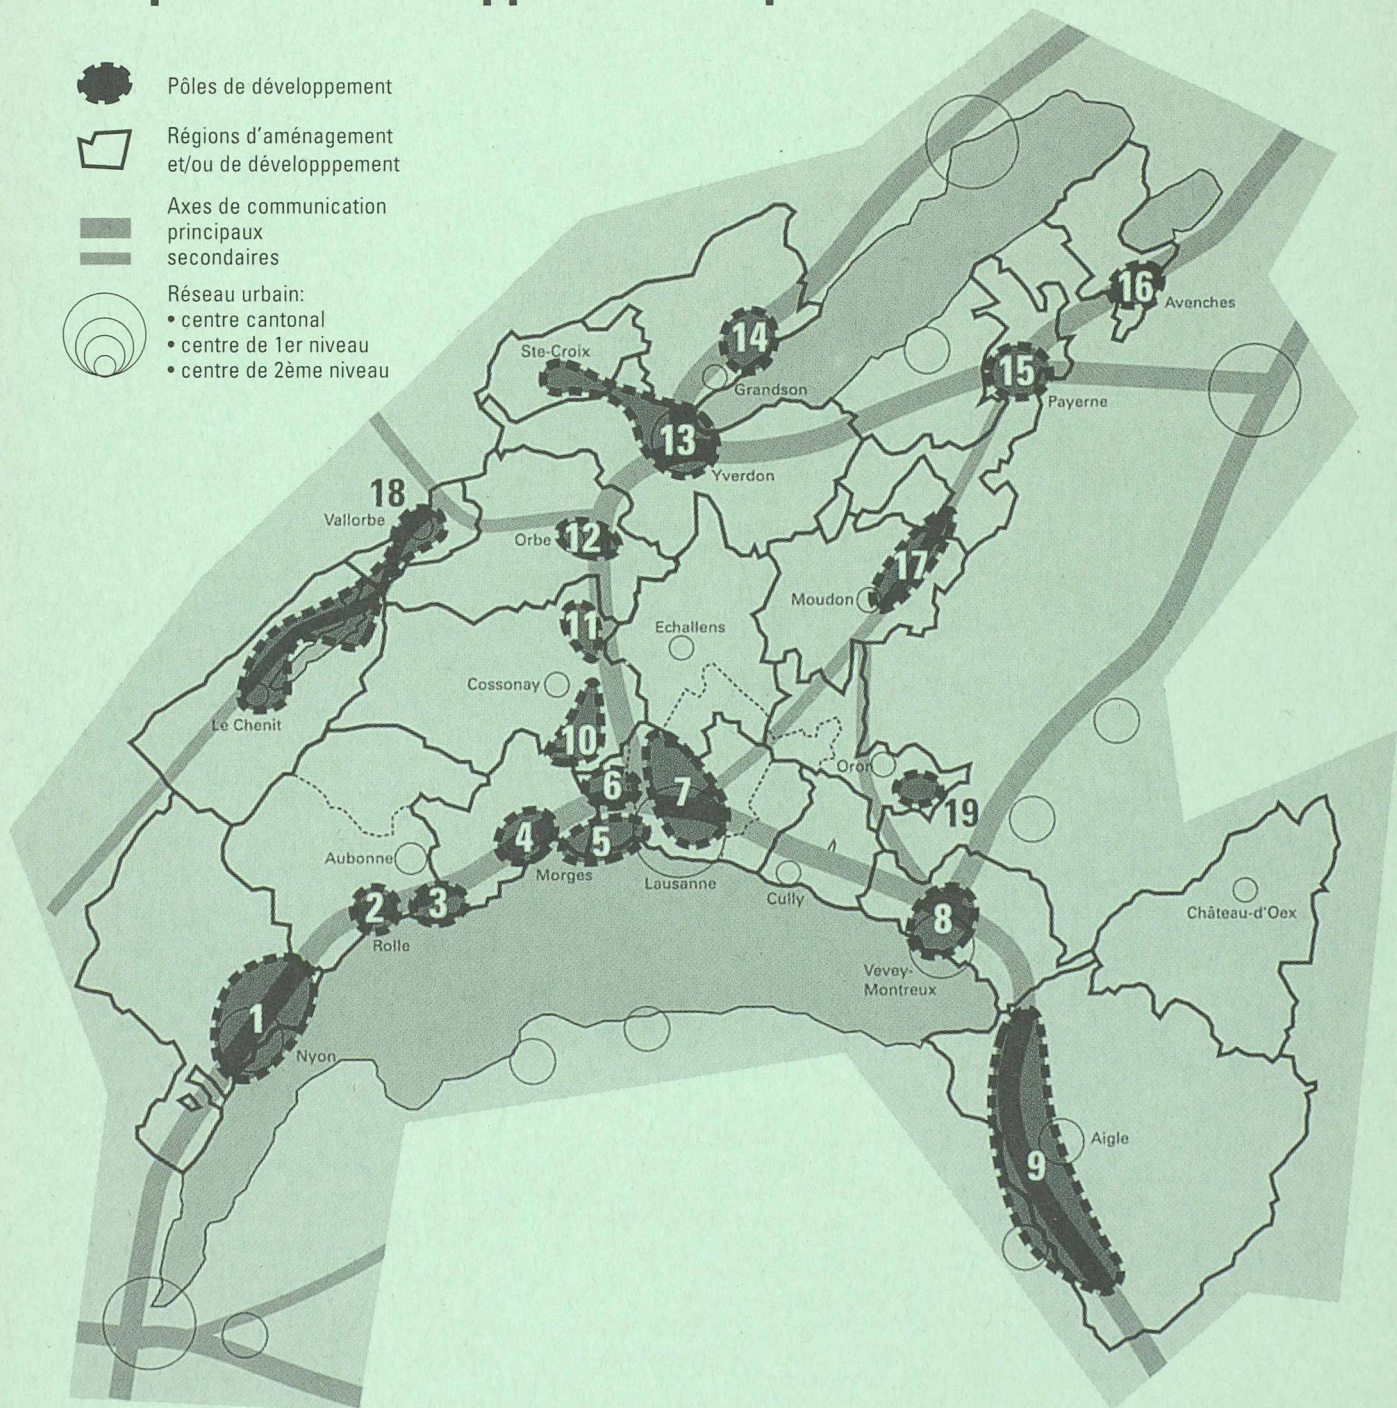 Pôles de développement
Régions d'aménagement
et/ou de développpement
Axes de communication
principaux
secondaires
Réseau urbain:
• centre cantonal
• centre de 1er niveau
• centre de 2ème niveau
16
Avenches
14
Ste-Croix
Grandson
15
Payerne
13
Yverdon
18
Vallorbe
Orbe
12
17
Moudon
11
Echallens
Cossonay
Le Chenit
10
Oron
6
7
19
4
5
Aubonne
Morges
Lausanne
Cully
2
3
Rolle
8
Château-d'Oex
Vevey-
Montreux
1
Nyon
Aigle
9